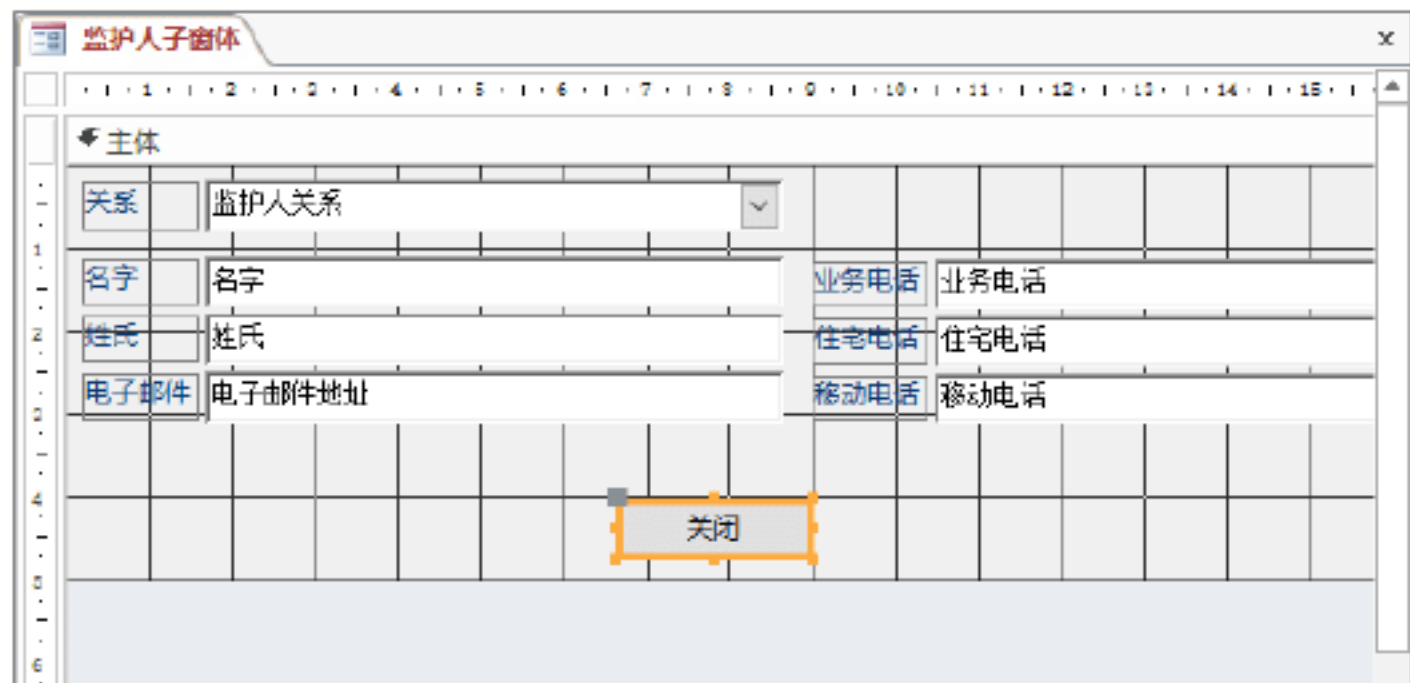 监护人子窗体
1 2 3 4 5 6 7 8 9 10 11 12 13 14 15
主体
关系 监护人关系
1
名字 名字 业务电话 业务电话
2 姓氏 姓氏 住宅电话 住宅电话
电子邮件 电子邮件地址 移动电话 移动电话
3
4
关闭
5
6